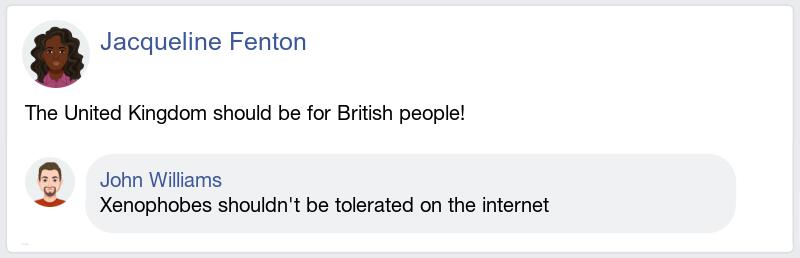 Jacqueline Fenton
The United Kingdom should be for British people!
John Williams
Xenophobes shouldn't be tolerated on the internet